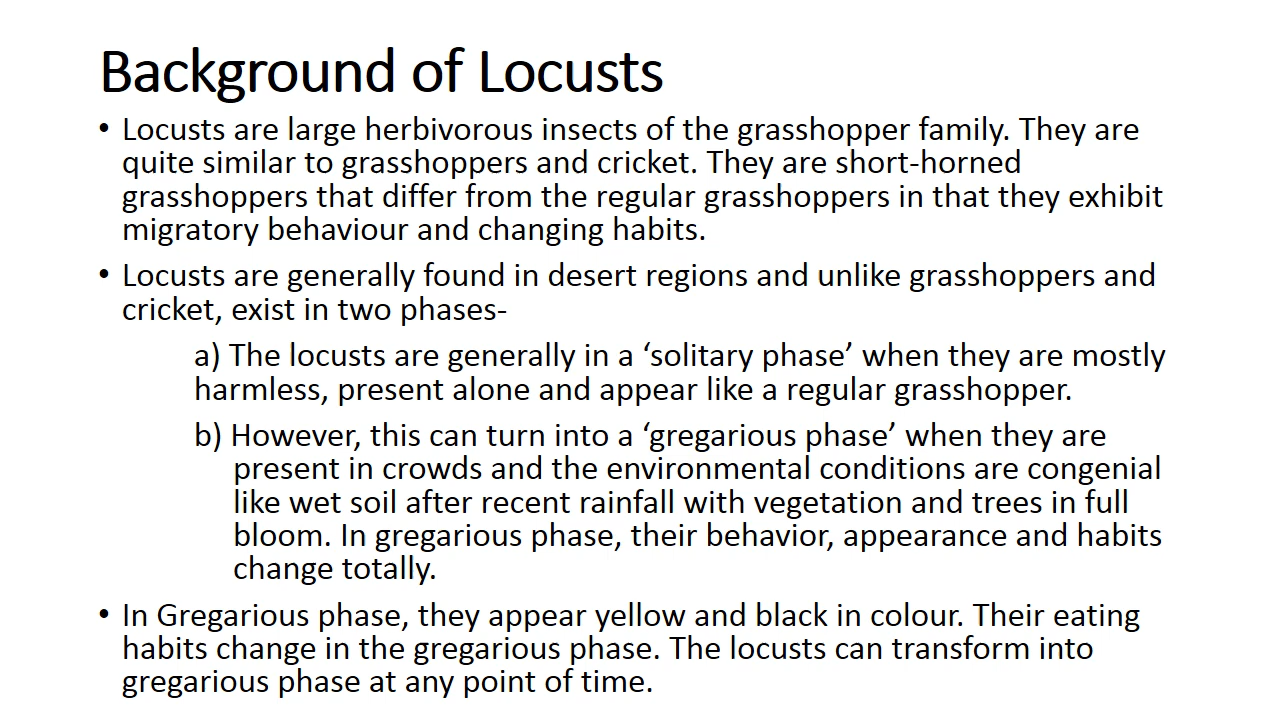 Background of Locusts
• Locusts are large herbivorous insects of the grasshopper family. They are
quite similar to grasshoppers and cricket. They are short-horned
grasshoppers that differ from the regular grasshoppers in that they exhibit
migratory behaviour and changing habits.
• Locusts are generally found in desert regions and unlike grasshoppers and
cricket, exist in two phases-
a) The locusts are generally in a ‘solitary phase’ when they are mostly
harmless, present alone and appear like a regular grasshopper.
b) However, this can turn into a ‘gregarious phase’ when they are
present in crowds and the environmental conditions are congenial
like wet soil after recent rainfall with vegetation and trees in full
bloom. In gregarious phase, their behavior, appearance and habits
change totally.
• In Gregarious phase, they appear yellow and black in colour. Their eating
habits change in the gregarious phase. The locusts can transform into
gregarious phase at any point of time.